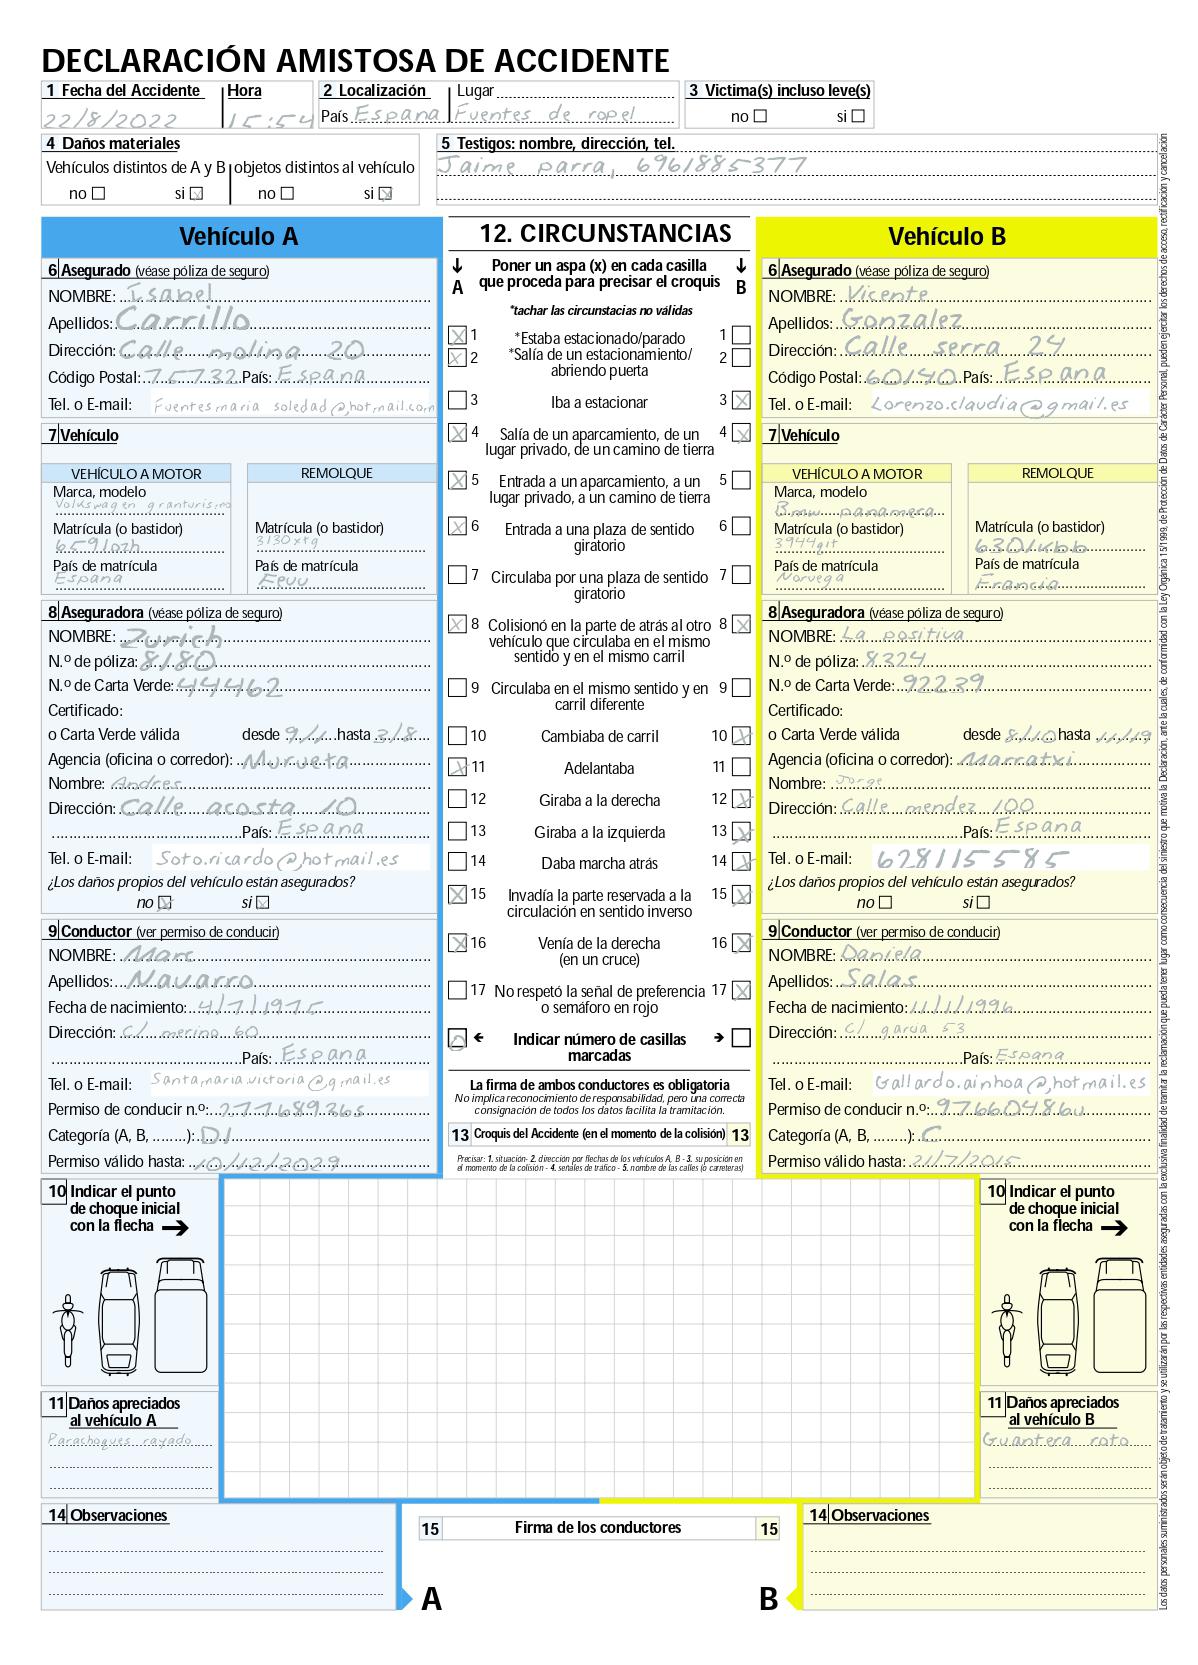 DECLARACIÓN AMISTOSA DE ACCIDENTE
1 Fecha del Accidente Hora
22/8/2022 15:54
2 Localización Lugar
País España Fuentes de ropel
3 Victima(s) incluso leve(s)
no si
4 Daños materiales
Vehículos distintos de A y B objetos distintos al vehículo
no si no si
5 Testigos: nombre, dirección, tel.
Jaime parra, 6961885377
Vehículo A
6 Asegurado (véase póliza de seguro)
NOMBRE: Isabel
Apellidos: Carrillo
Dirección: Calle molina 20
Código Postal: 75732 País: España
Tel. o E-mail: Fuentesmaria soledad@hotmail.com
7 Vehículo
VEHÍCULO A MOTOR REMOLQUE
Marca, modelo
Volkswagen granturismo
Matrícula (o bastidor) Matrícula (o bastidor)
6591ozh 3130xtg
País de matrícula País de matrícula
España Eeuu
8 Aseguradora (véase póliza de seguro)
NOMBRE: Zurich
N.º de póliza: 8180
N.º de Carta Verde: 44462
Certificado:
o Carta Verde válida desde 9/1 hasta 3/8
Agencia (oficina o corredor): Murueta
Nombre: Andres
Dirección: Calle acosta 10
País: España
Tel. o E-mail: Soto.ricardo@hotmail.es
¿Los daños propios del vehículo están asegurados?
no si
9 Conductor (ver permiso de conducir)
NOMBRE: Marc
Apellidos: Navarro
Fecha de nacimiento: 4/7/1975
Dirección: C/ merino 60
País: España
Tel. o E-mail: Santamaria.victoria@gmail.es
Permiso de conducir n.º: 27768936s
Categoría (A, B, ........): D1
Permiso válido hasta: 10/12/2029
12. CIRCUNSTANCIAS
A Poner un aspa (x) en cada casilla B
que proceda para precisar el croquis
*tachar las circunstacias no válidas
1 *Estaba estacionado/parado 1
2 *Salía de un estacionamiento/ 2
abriendo puerta
3 Iba a estacionar 3
4 Salía de un aparcamiento, de un 4
lugar privado, de un camino de tierra
5 Entrada a un aparcamiento, a un 5
lugar privado, a un camino de tierra
6 Entrada a una plaza de sentido 6
giratorio
7 Circulaba por una plaza de sentido 7
giratorio
8 Colisionó en la parte de atrás al otro 8
vehículo que circulaba en el mismo
sentido y en el mismo carril
9 Circulaba en el mismo sentido y en 9
carril diferente
10 Cambiaba de carril 10
11 Adelantaba 11
12 Giraba a la derecha 12
13 Giraba a la izquierda 13
14 Daba marcha atrás 14
15 Invadía la parte reservada a la 15
circulación en sentido inverso
16 Venía de la derecha 16
(en un cruce)
17 No respetó la señal de preferencia 17
o semáforo en rojo
Indicar número de casillas
marcadas
La firma de ambos conductores es obligatoria
No implica reconocimiento de responsabilidad, pero una correcta
consignación de todos los datos facilita la tramitación.
13 Croquis del Accidente (en el momento de la colisión) 13
Precisar: 1. situación- 2. dirección por flechas de los vehículos A, B - 3. su posición en
el momento de la colisión - 4. señales de tráfico - 5. nombre de las calles (o carreteras)
Vehículo B
6 Asegurado (véase póliza de seguro)
NOMBRE: Vicente
Apellidos: Gonzalez
Dirección: Calle serra 24
Código Postal: 60140 País: España
Tel. o E-mail: Lorenzo.claudia@gmail.es
7 Vehículo
VEHÍCULO A MOTOR REMOLQUE
Marca, modelo
Bmw panamera
Matrícula (o bastidor) Matrícula (o bastidor)
3944git 6301kbb
País de matrícula País de matrícula
Noruega Francia
8 Aseguradora (véase póliza de seguro)
NOMBRE: La positiva
N.º de póliza: 8324
N.º de Carta Verde: 92239
Certificado:
o Carta Verde válida desde 8/10 hasta 11/19
Agencia (oficina o corredor): Marratxi
Nombre: Jorge
Dirección: Calle mendez 100
País: España
Tel. o E-mail: 628115585
¿Los daños propios del vehículo están asegurados?
no si
9 Conductor (ver permiso de conducir)
NOMBRE: Daniela
Apellidos: Salas
Fecha de nacimiento: 11/1/1996
Dirección: C/ garua 53
País: España
Tel. o E-mail: Gallardo.ainhoa@hotmail.es
Permiso de conducir n.º: 97660486u
Categoría (A, B, ........): C
Permiso válido hasta: 21/7/2015
10 Indicar el punto
de choque inicial
con la flecha
11 Daños apreciados
al vehículo A
Parachoques rayado
10 Indicar el punto
de choque inicial
con la flecha
11 Daños apreciados
al vehículo B
Guantera roto
14 Observaciones
15 Firma de los conductores 15
A B
14 Observaciones
Los datos personales suministrados serán objeto de tratamiento y se utilizarán por las respectivas entidades aseguradas con la exclusiva finalidad de tramitar la reclamación que pueda tener lugar como consecuencia del siniestro que motiva la Declaración, ante la cuales, de conformidad con la Ley Orgánica 15/1999, de Protección de Datos de Carácter Personal, pueden ejercitar los derechos de acceso, rectificación y cancelación